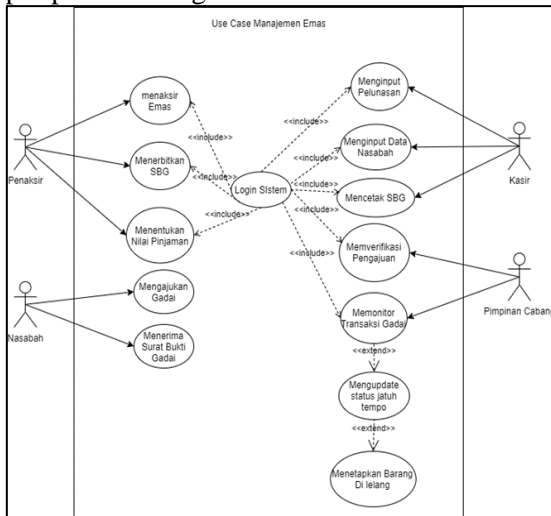 Use Case Manajemen Emas
menaksir
Emas
Menerbitkan
SBG
Menentukan
Nilai Pinjaman
Mengajukan
Gadai
Menerima
Surat Bukti
Gadai
Penaksir
Nasabah
<<include>>
<<include>>
<<include>>
Login SIstem
<<include>>
<<include>>
<<include>>
<<include>>
<<include>>
Menginput
Pelunasan
Menginput Data
Nasabah
Mencetak SBG
Memverifikasi
Pengajuan
Memonitor
Transaksi Gadai
<<extend>>
Mengupdate
status jatuh
tempo
<<extend>>
Menetapkan Barang
Di lelang
Kasir
Pimpinan Cabang